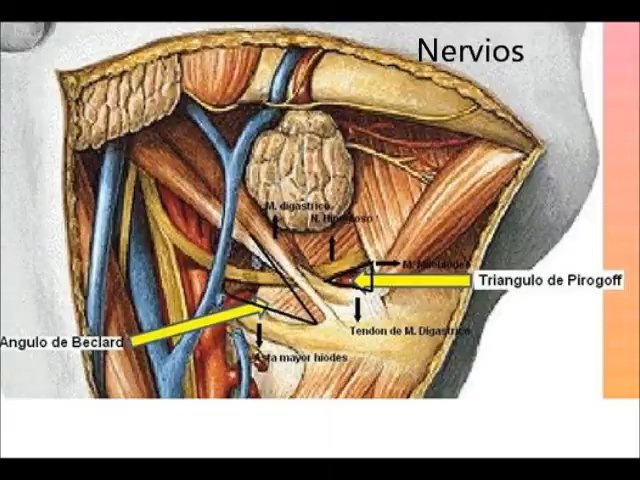 Nervios
M. digastrico
N. Hipogloso
M. Milohioideo
Triangulo de Pirogoff
Tendon de M. Digastrico
Angulo de Beclard
Asta mayor hiodes